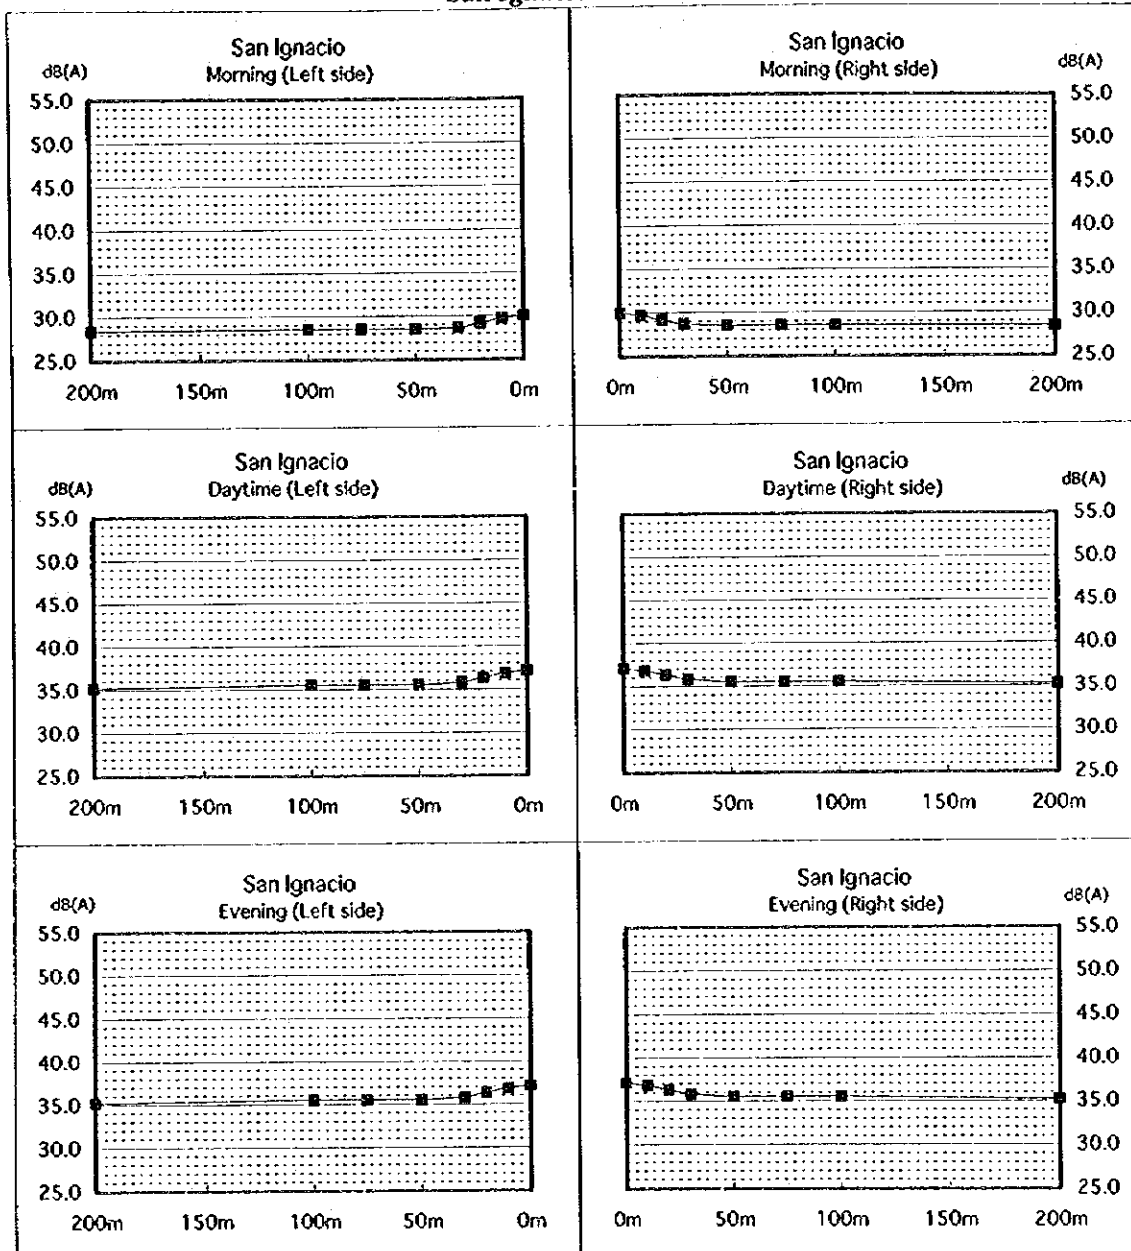 San Ignacio
Morning (Left side)
dB(A)
55.0
50.0
45.0
40.0
35.0
30.0
25.0
200m 150m 100m 50m 0m
San Ignacio
Morning (Right side)
dB(A)
55.0
50.0
45.0
40.0
35.0
30.0
25.0
0m 50m 100m 150m 200m
San Ignacio
Daytime (Left side)
dB(A)
55.0
50.0
45.0
40.0
35.0
30.0
25.0
200m 150m 100m 50m 0m
San Ignacio
Daytime (Right side)
dB(A)
55.0
50.0
45.0
40.0
35.0
30.0
25.0
0m 50m 100m 150m 200m
San Ignacio
Evening (Left side)
dB(A)
55.0
50.0
45.0
40.0
35.0
30.0
25.0
200m 150m 100m 50m 0m
San Ignacio
Evening (Right side)
dB(A)
55.0
50.0
45.0
40.0
35.0
30.0
25.0
0m 50m 100m 150m 200m